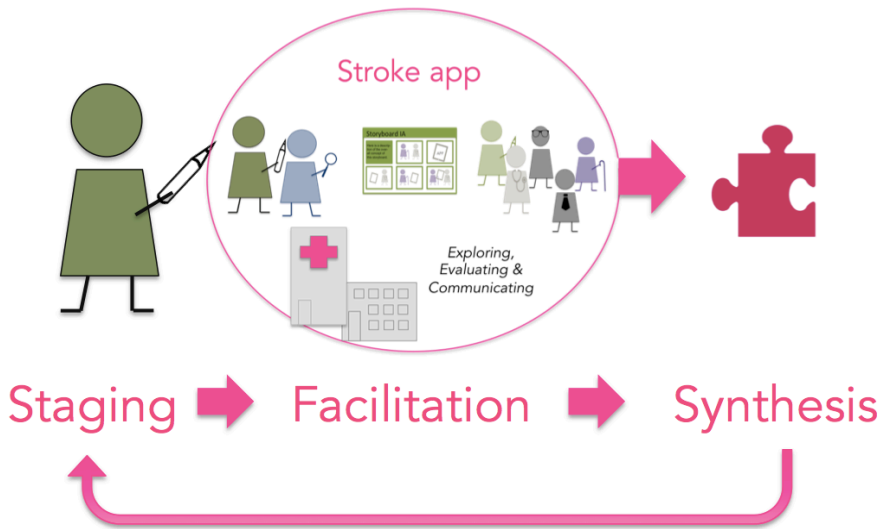 Stroke app
Storyboard IA
Exploring,
Evaluating &
Communicating
Staging
Facilitation
Synthesis